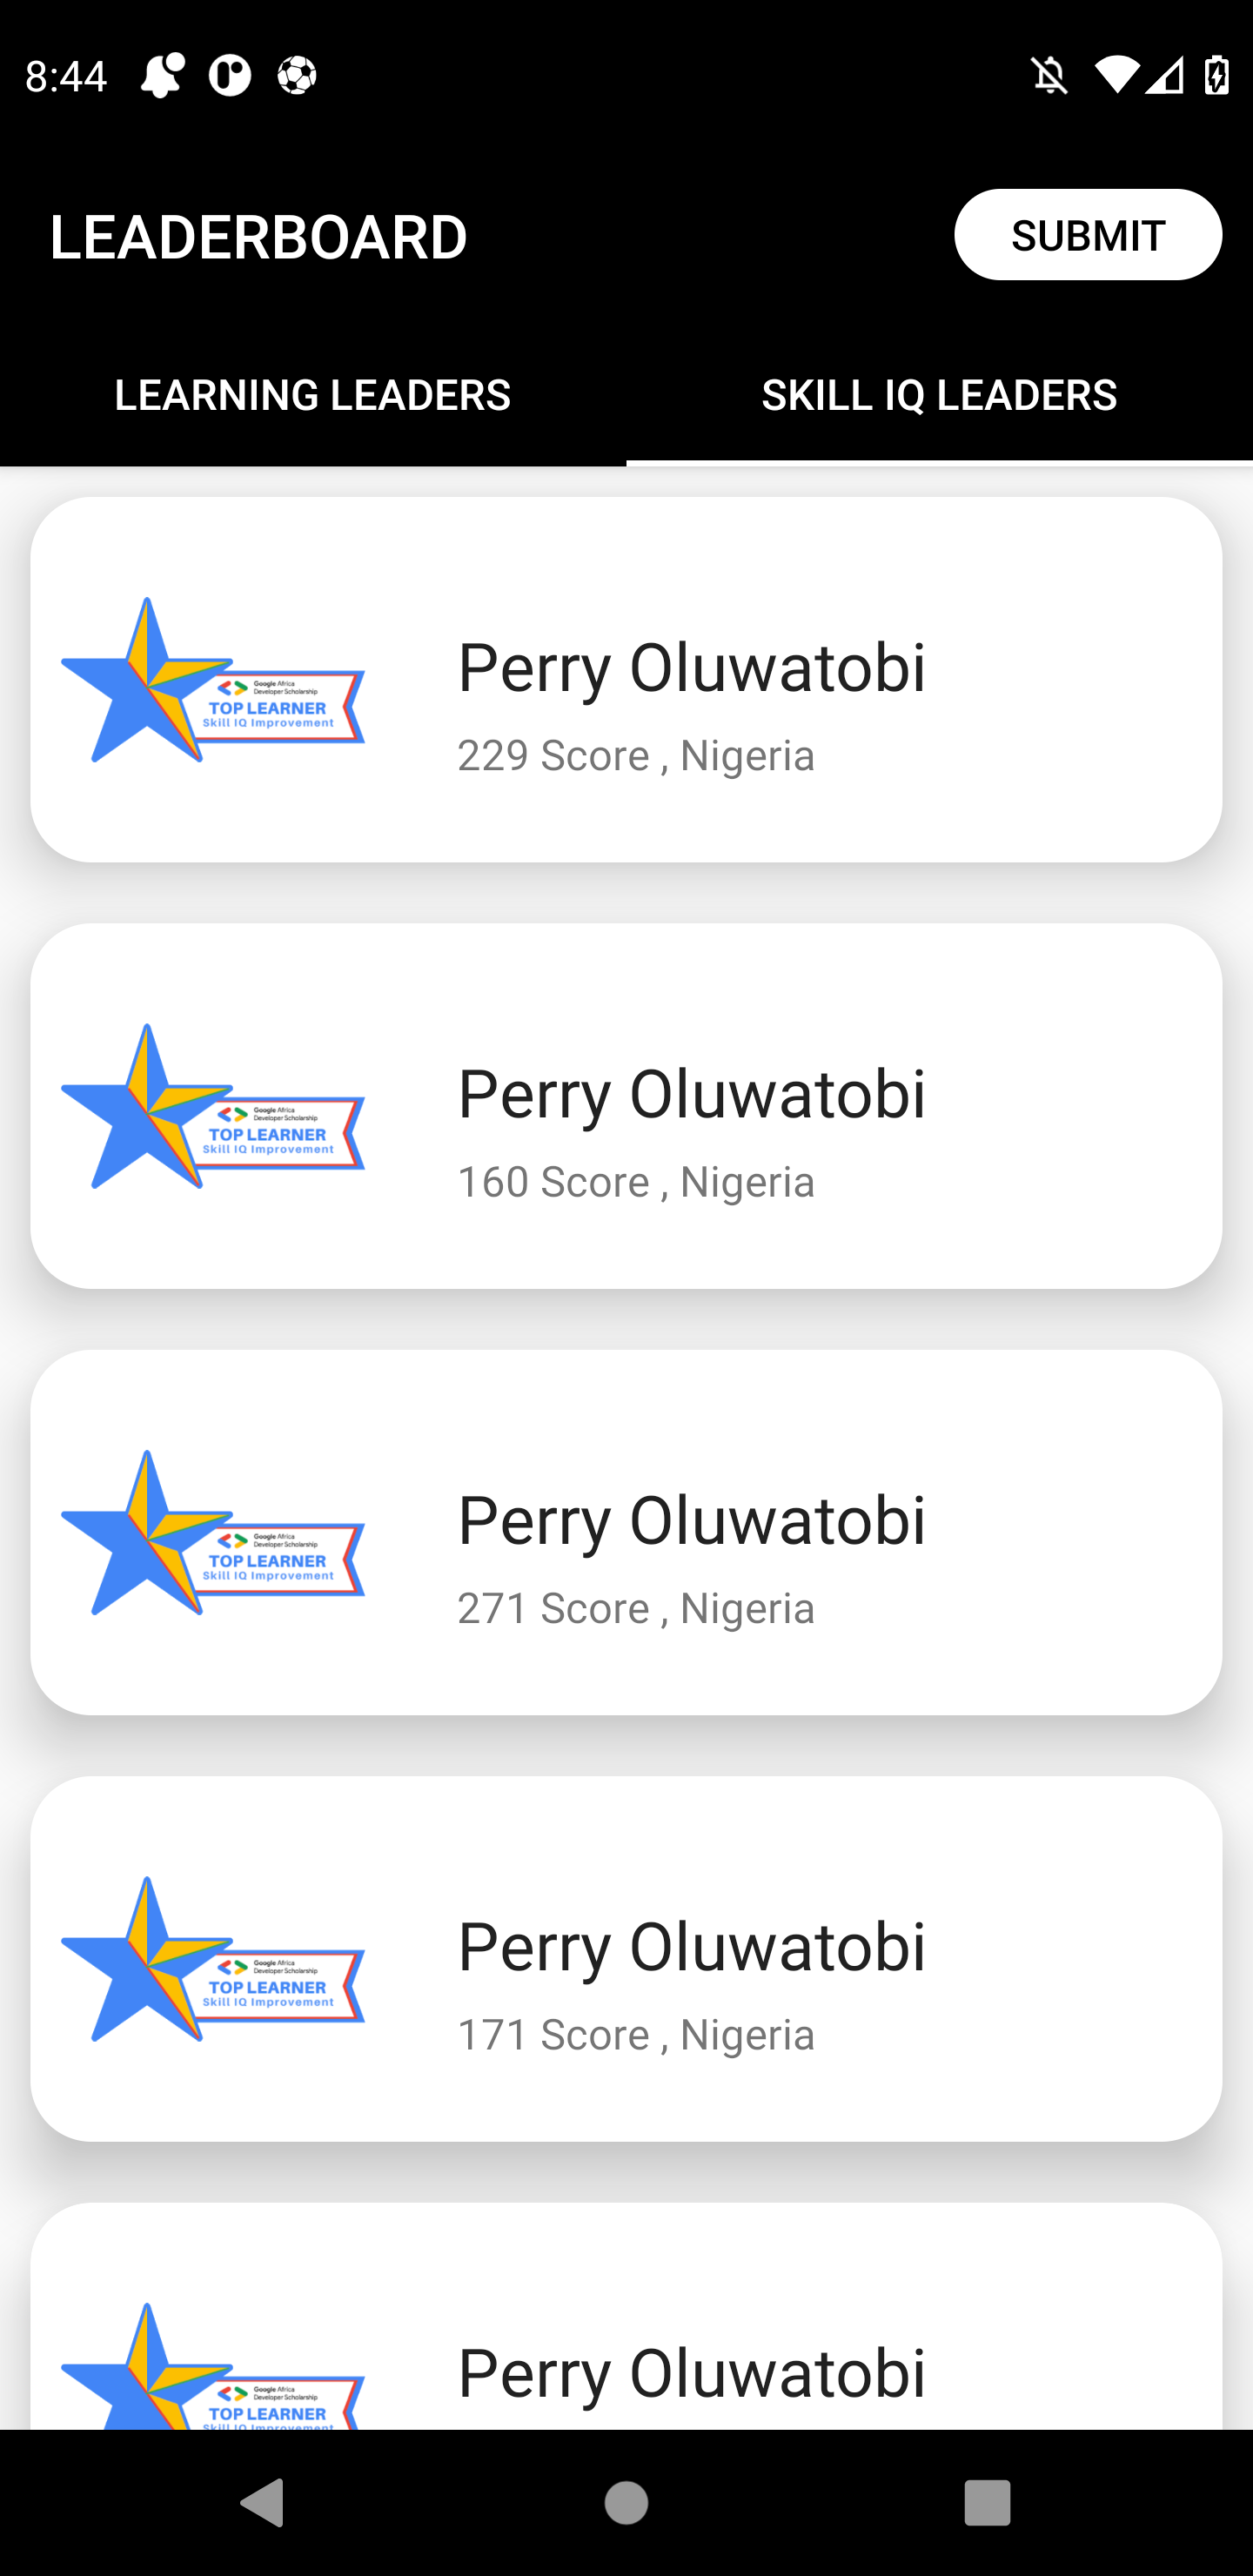 8:44
LEADERBOARD
SUBMIT
LEARNING LEADERS
SKILL IQ LEADERS
Google Africa
Developer Scholarship
TOP LEARNER
Skill IQ Improvement
Perry Oluwatobi
229 Score , Nigeria
Google Africa
Developer Scholarship
TOP LEARNER
Skill IQ Improvement
Perry Oluwatobi
160 Score , Nigeria
Google Africa
Developer Scholarship
TOP LEARNER
Skill IQ Improvement
Perry Oluwatobi
271 Score , Nigeria
Google Africa
Developer Scholarship
TOP LEARNER
Skill IQ Improvement
Perry Oluwatobi
171 Score , Nigeria
Google Africa
Developer Scholarship
TOP LEARNER
Skill IQ Improvement
Perry Oluwatobi